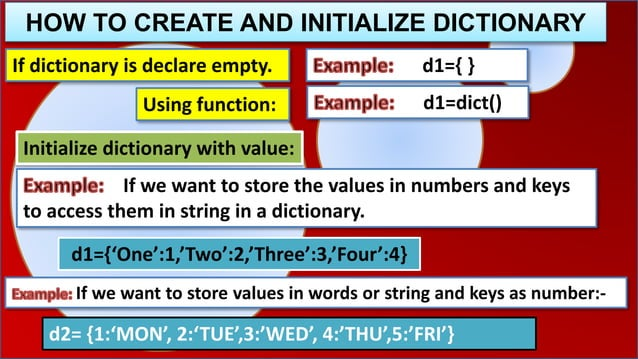 HOW TO CREATE AND INITIALIZE DICTIONARY
If dictionary is declare empty.
Example: d1={ }
Using function:
Example: d1=dict()
Initialize dictionary with value:
Example: If we want to store the values in numbers and keys
to access them in string in a dictionary.
d1={‘One’:1,’Two’:2,’Three’:3,’Four’:4}
Example: If we want to store values in words or string and keys as number:-
d2= {1:‘MON’, 2:‘TUE’,3:’WED’, 4:’THU’,5:’FRI’}